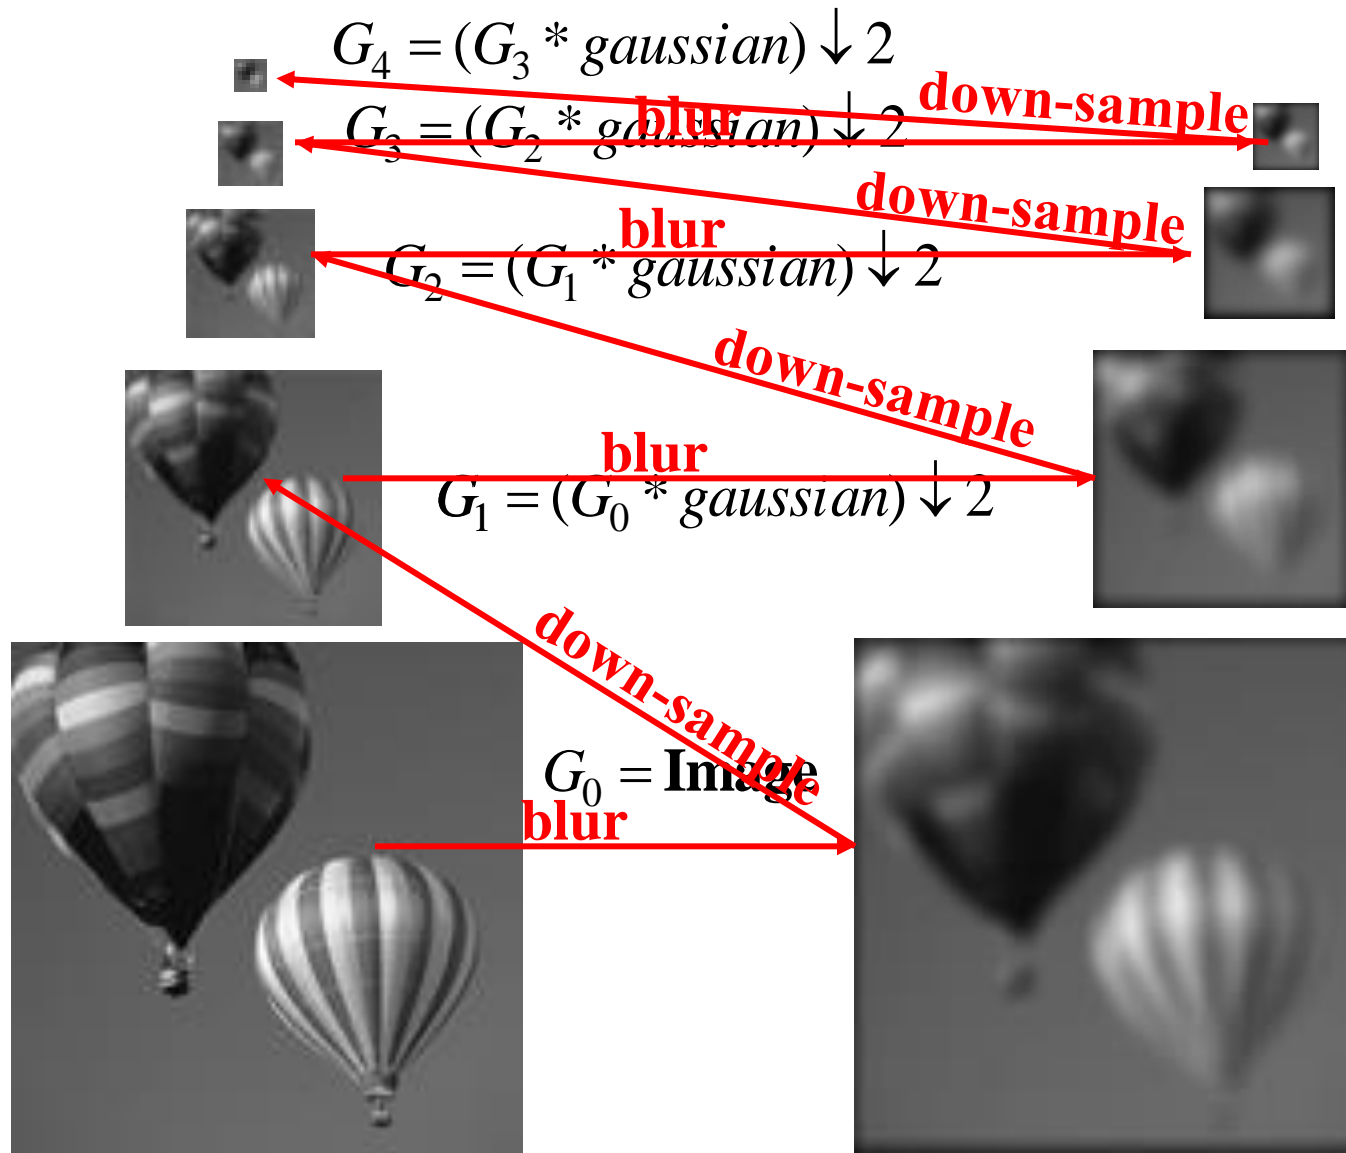 G₄ = (G₃ * gaussian) ↓ 2
down-sample
blur
G₃ = (G₂ * gaussian) ↓ 2
down-sample
blur
G₂ = (G₁ * gaussian) ↓ 2
down-sample
blur
G₁ = (G₀ * gaussian) ↓ 2
down-sample
G₀ = Image
blur